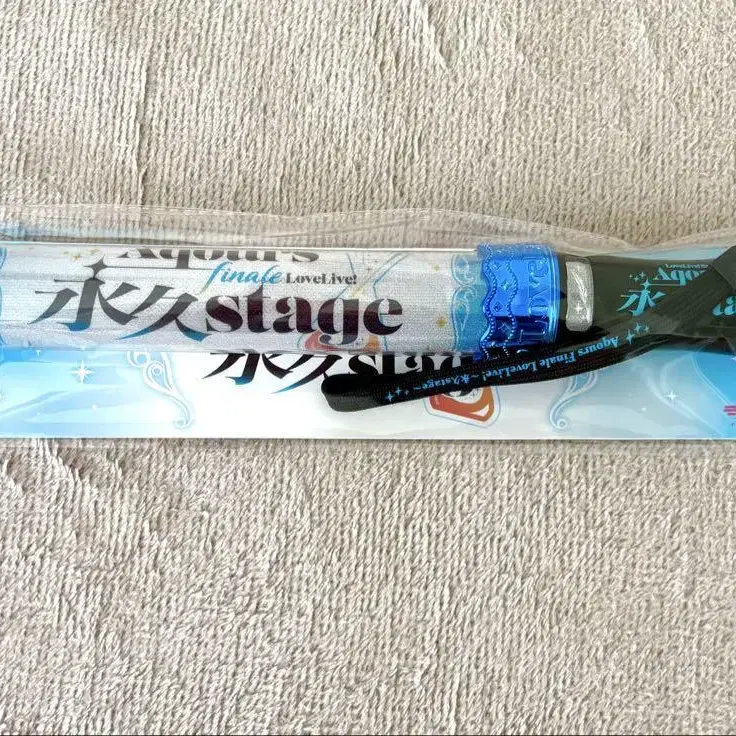 Aqours
finale LoveLive!
永久stage
永久stage
Aqours Finale LoveLive! ~永久stage~
永